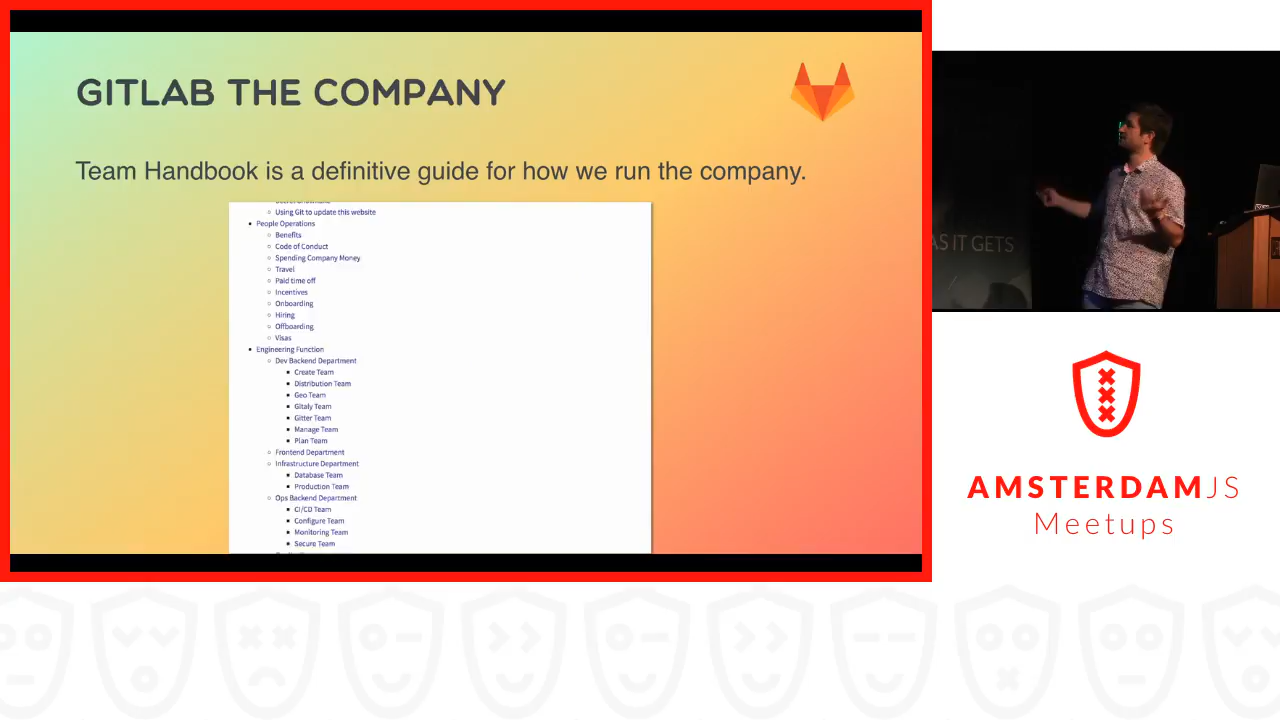 GITLAB THE COMPANY
Team Handbook is a definitive guide for how we run the company.
Using Git to update this website
People Operations
Benefits
Code of Conduct
Spending Company Money
Travel
Paid time off
Incentives
Onboarding
Hiring
Offboarding
Visas
Engineering Function
Dev Backend Department
Create Team
Distribution Team
Geo Team
Gitaly Team
Gitter Team
Manage Team
Plan Team
Frontend Department
Infrastructure Department
Database Team
Production Team
Ops Backend Department
CI/CD Team
Configure Team
Monitoring Team
Secure Team
AS IT GETS
AMSTERDAMJS
Meetups